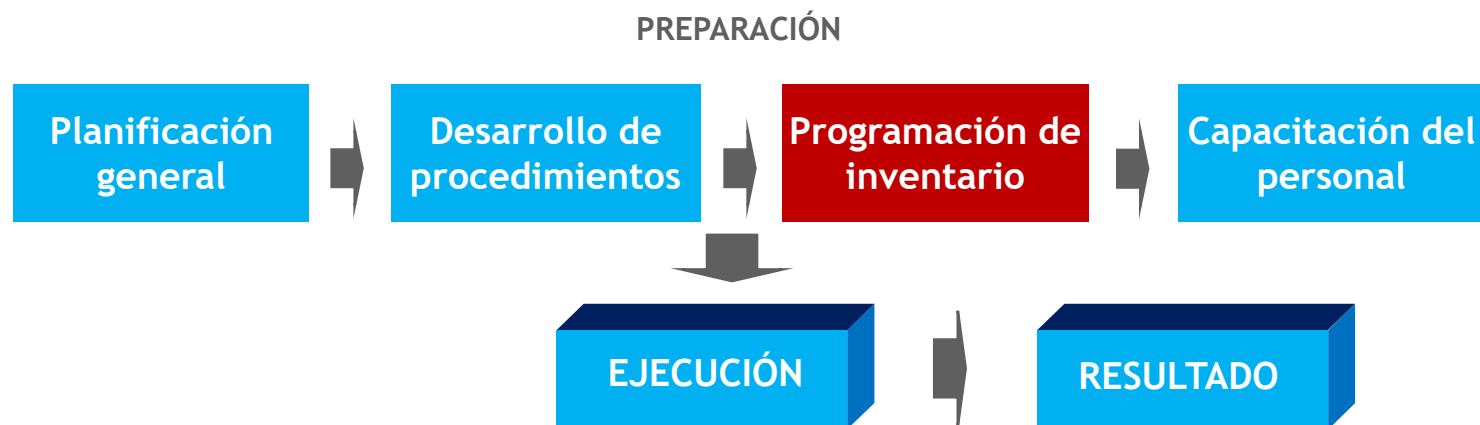 PREPARACIÓN
Planificación
general
Desarrollo de
procedimientos
Programación de
inventario
Capacitación del
personal
EJECUCIÓN
RESULTADO